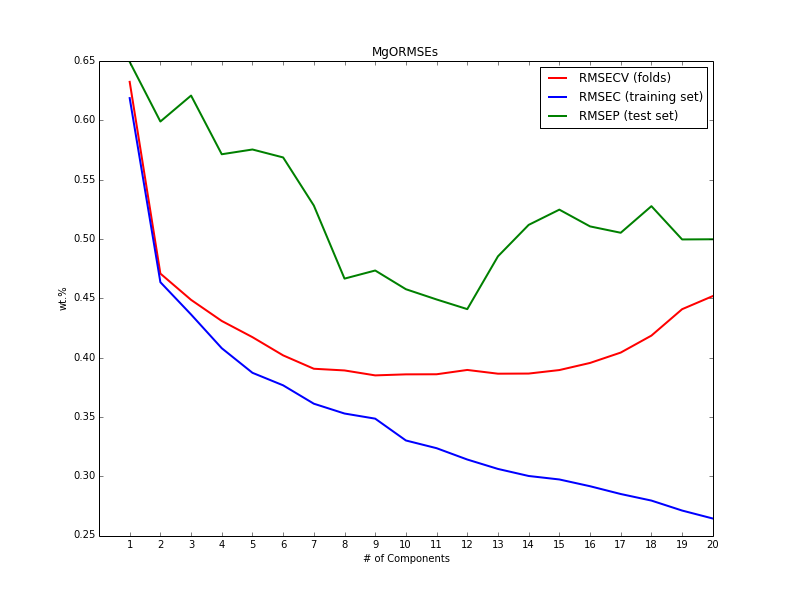 MgORMSEs
RMSECV (folds)
RMSEC (training set)
RMSEP (test set)
0.65
0.60
0.55
0.50
0.45
0.40
0.35
0.30
0.25
wt.%
1 2 3 4 5 6 7 8 9 10 11 12 13 14 15 16 17 18 19 20
# of Components